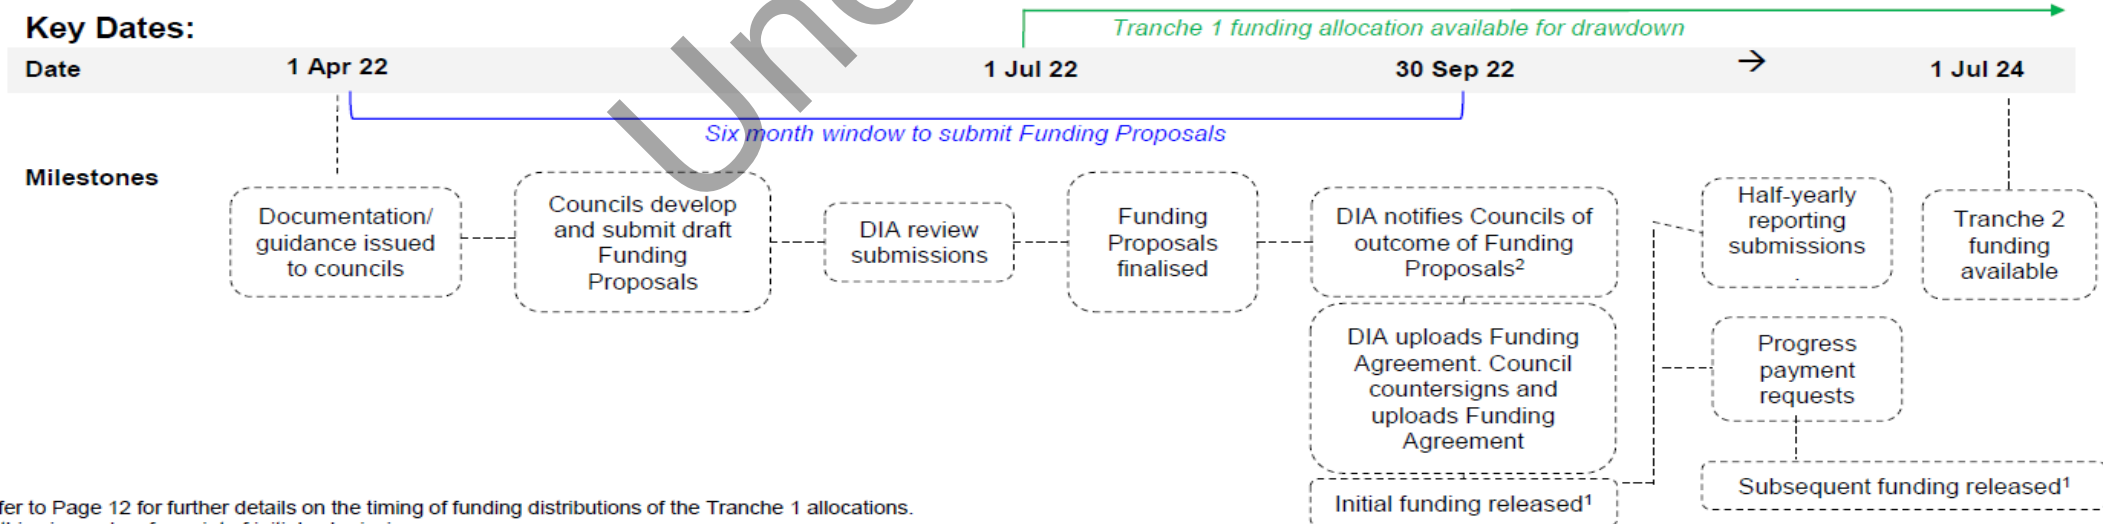 Key Dates:
Tranche 1 funding allocation available for drawdown
Date
1 Apr 22
1 Jul 22
30 Sep 22
→
1 Jul 24
Six month window to submit Funding Proposals
Milestones
Documentation/
guidance issued
to councils
Councils develop
and submit draft
Funding
Proposals
DIA review
submissions
Funding
Proposals
finalised
DIA notifies Councils of
outcome of Funding
Proposals²
DIA uploads Funding
Agreement. Council
countersigns and
uploads Funding
Agreement
Initial funding released¹
Half-yearly
reporting
submissions
.
Progress
payment
requests
Subsequent funding released¹
Tranche 2
funding
available
fer to Page 12 for further details on the timing of funding distributions of the Tranche 1 allocations.
Unc